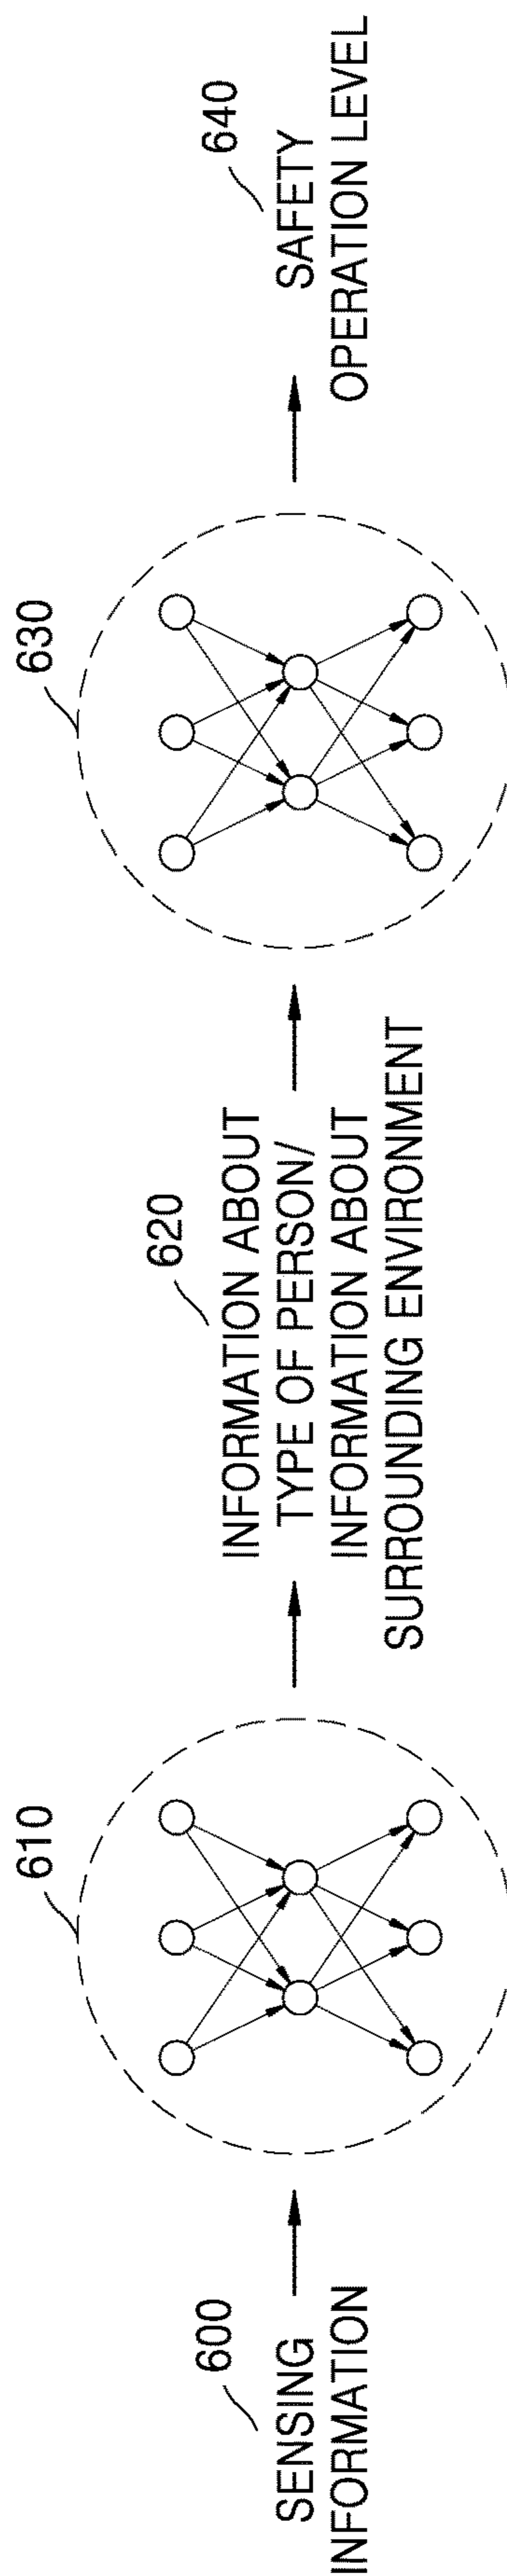 600
SENSING
INFORMATION
610
620
INFORMATION ABOUT
TYPE OF PERSON/
INFORMATION ABOUT
SURROUNDING ENVIRONMENT
630
640
SAFETY
OPERATION LEVEL